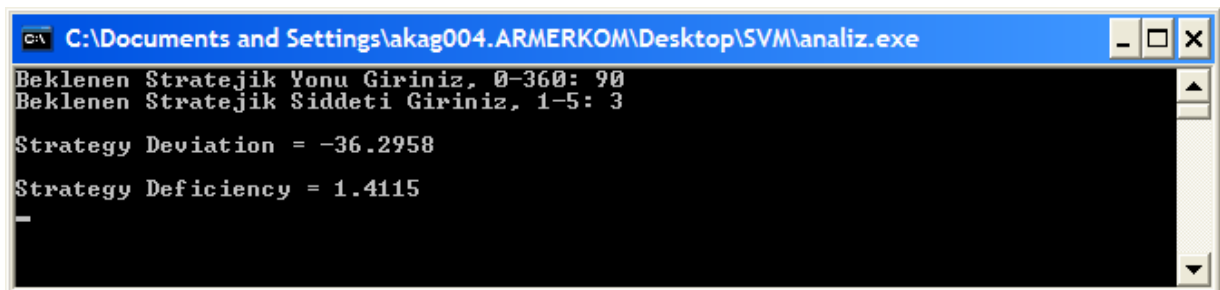 C:\Documents and Settings\akag004.ARMERKOM\Desktop\SVM\analiz.exe
Beklenen Stratejik Yonu Giriniz, 0-360: 90
Beklenen Stratejik Siddeti Giriniz, 1-5: 3
Strategy Deviation = -36.2958
Strategy Deficiency = 1.4115